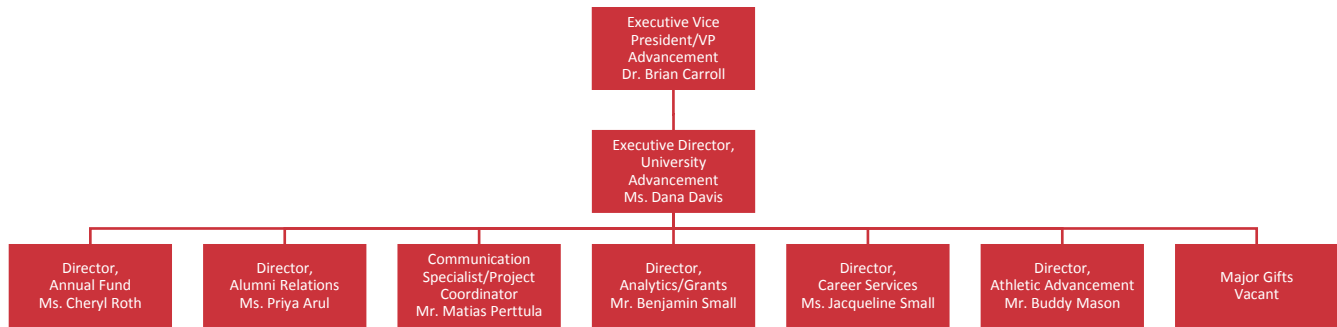 Executive Vice
President/VP
Advancement
Dr. Brian Carroll
Executive Director,
University
Advancement
Ms. Dana Davis
Director,
Annual Fund
Ms. Cheryl Roth
Director,
Alumni Relations
Ms. Priya Arul
Communication
Specialist/Project
Coordinator
Mr. Matias Perttula
Director,
Analytics/Grants
Mr. Benjamin Small
Director,
Career Services
Ms. Jacqueline Small
Director,
Athletic Advancement
Mr. Buddy Mason
Major Gifts
Vacant